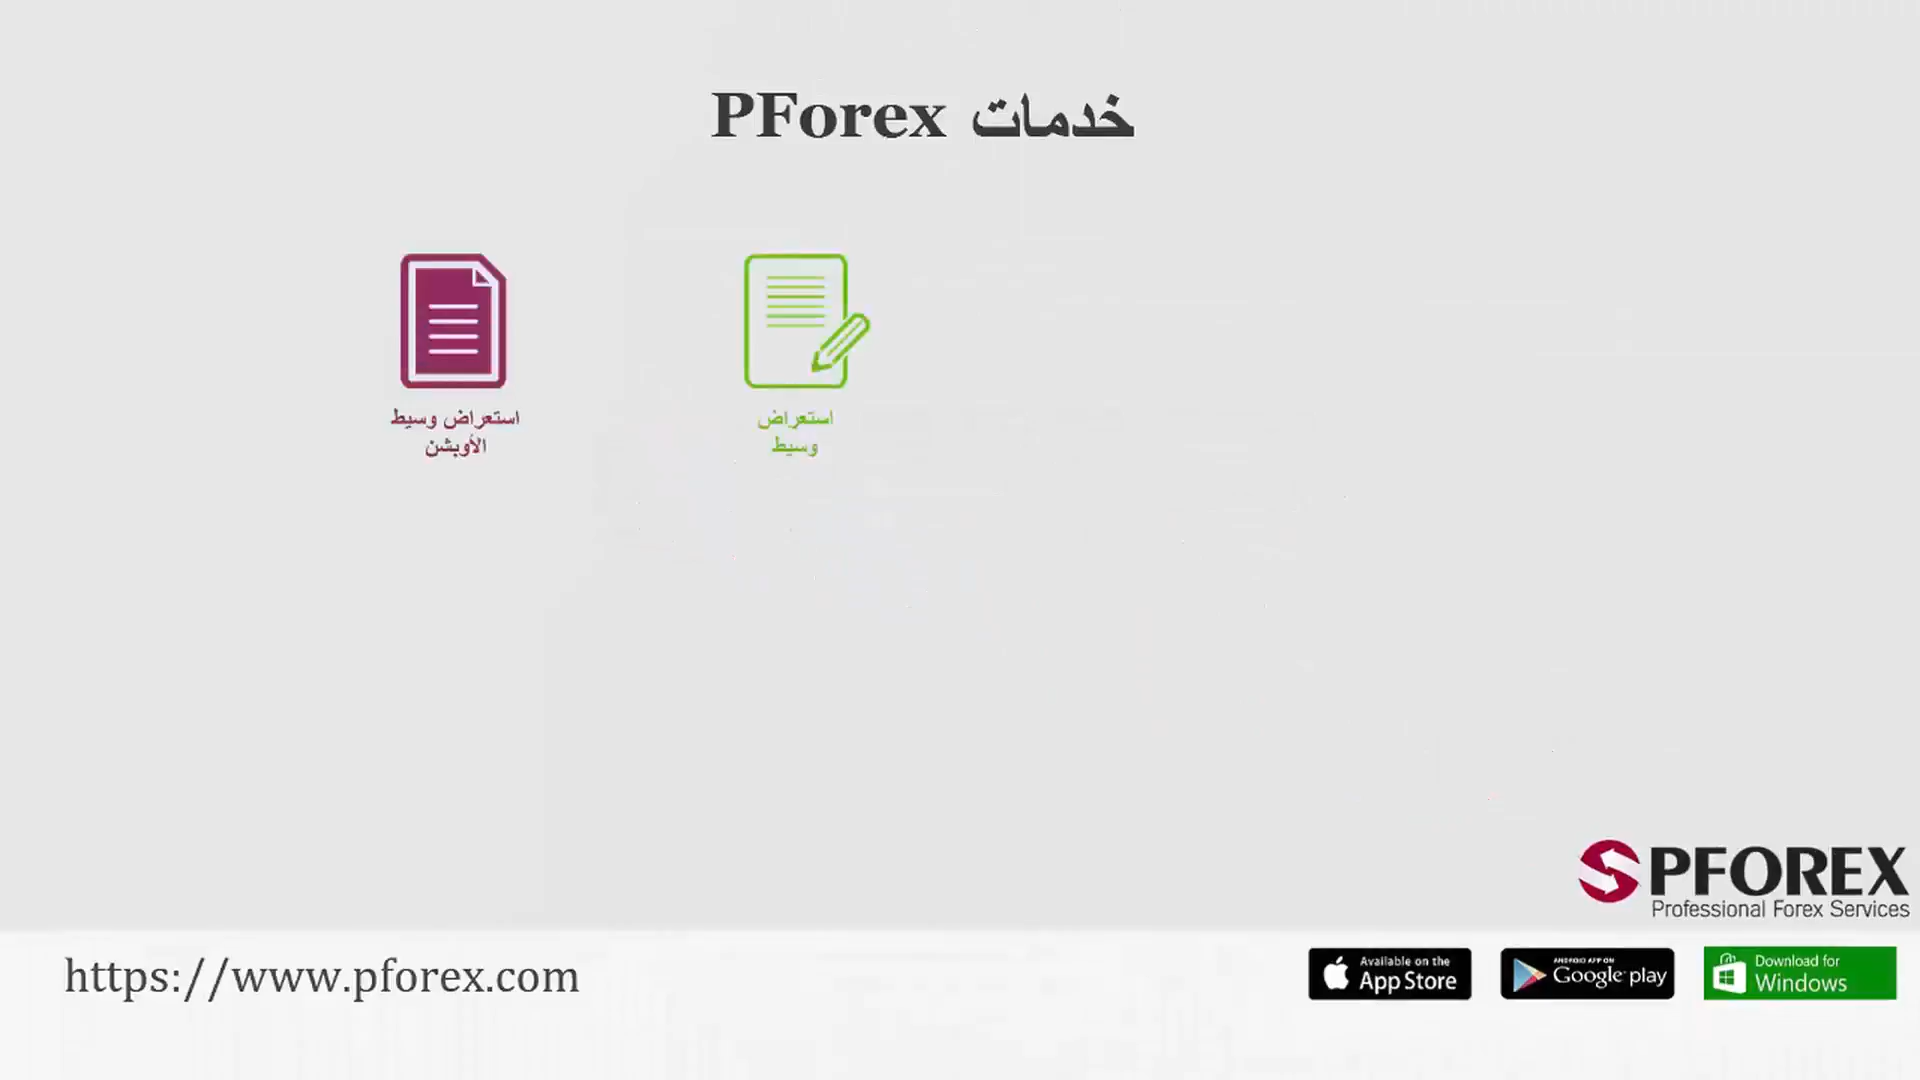 خدمات PForex
استعراض وسيط
الأوبشن
استعراض
وسيط
PFOREX
Professional Forex Services
https://www.pforex.com
Available on the
App Store
ANDROID APP ON
Google play
Download for
Windows